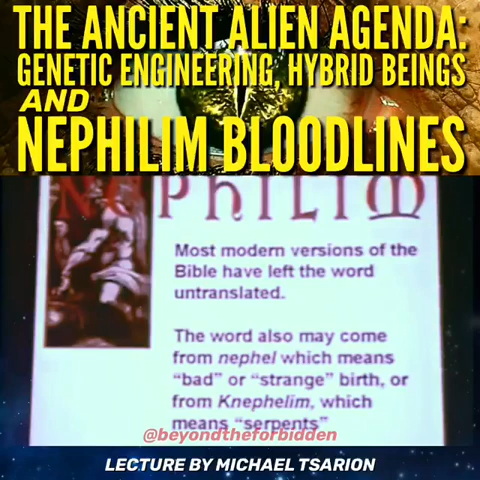 THE ANCIENT ALIEN AGENDA:
GENETIC ENGINEERING, HYBRID BEINGS
AND
NEPHILIM BLOODLINES
NEPHILIM
Most modern versions of the
Bible have left the word
untranslated.
The word also may come
from nephel which means
“bad” or “strange” birth, or
from Knephelim, which
means “serpents”
@beyondtheforbidden
LECTURE BY MICHAEL TSARION